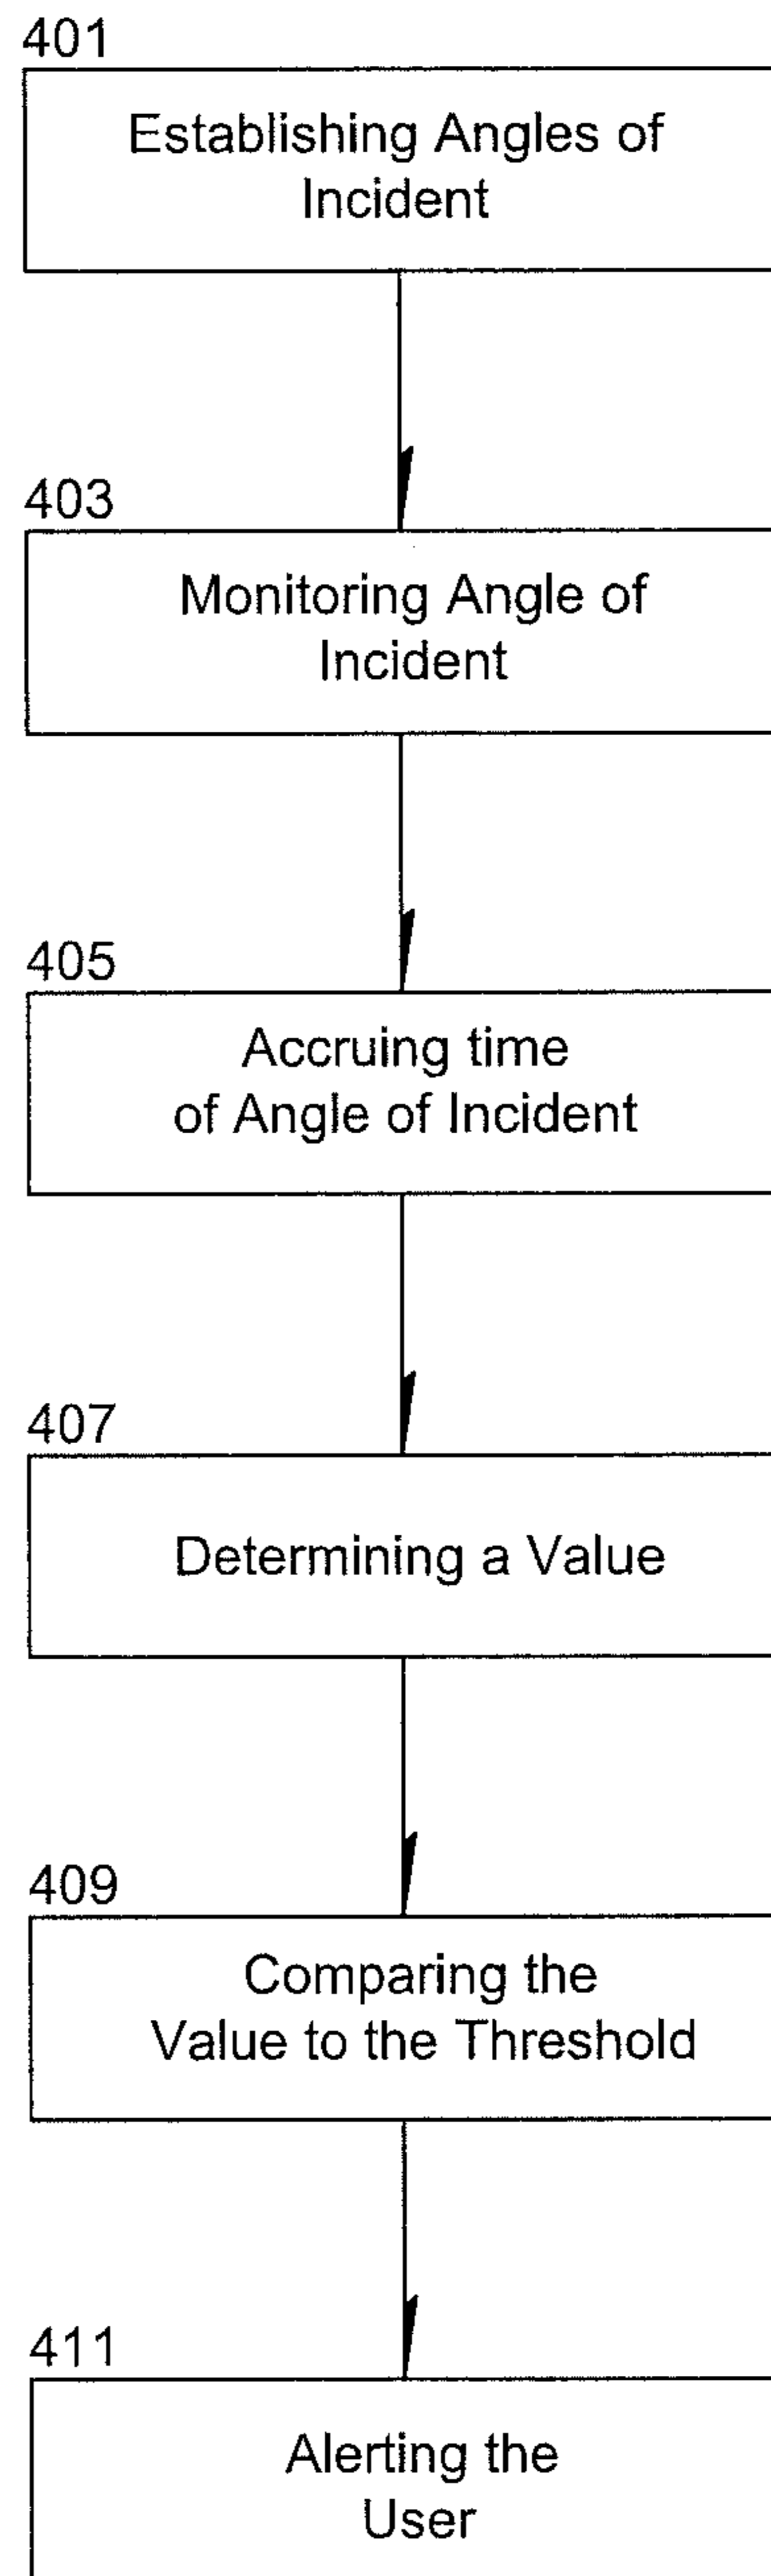 401
Establishing Angles of
Incident
403
Monitoring Angle of
Incident
405
Accruing time
of Angle of Incident
407
Determining a Value
409
Comparing the
Value to the Threshold
411
Alerting the
User